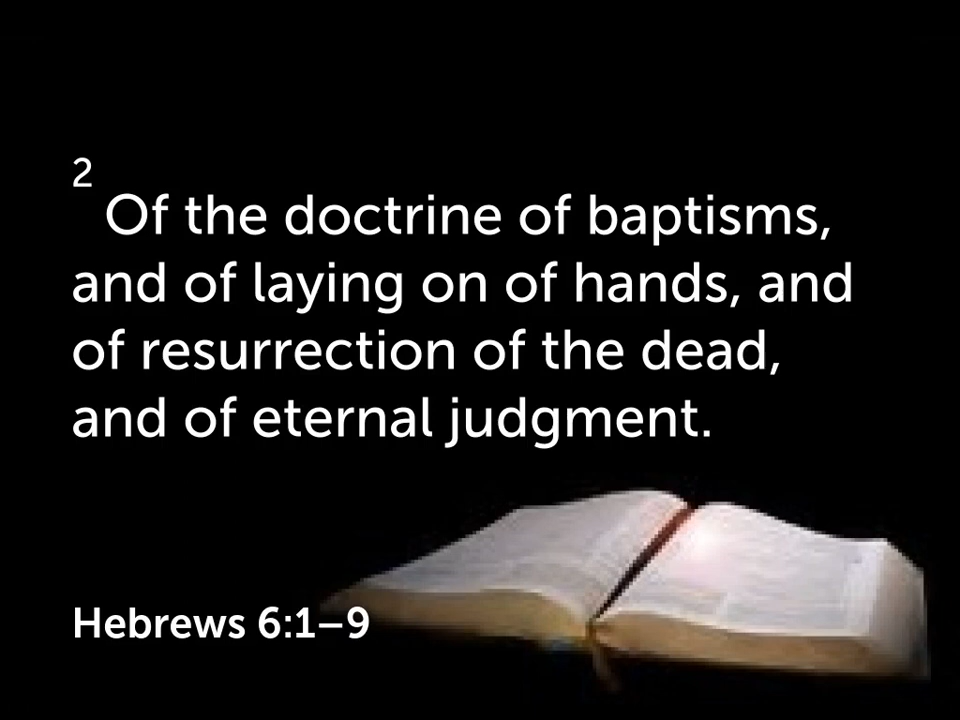 2
Of the doctrine of baptisms,
and of laying on of hands, and
of resurrection of the dead,
and of eternal judgment.
Hebrews 6:1–9